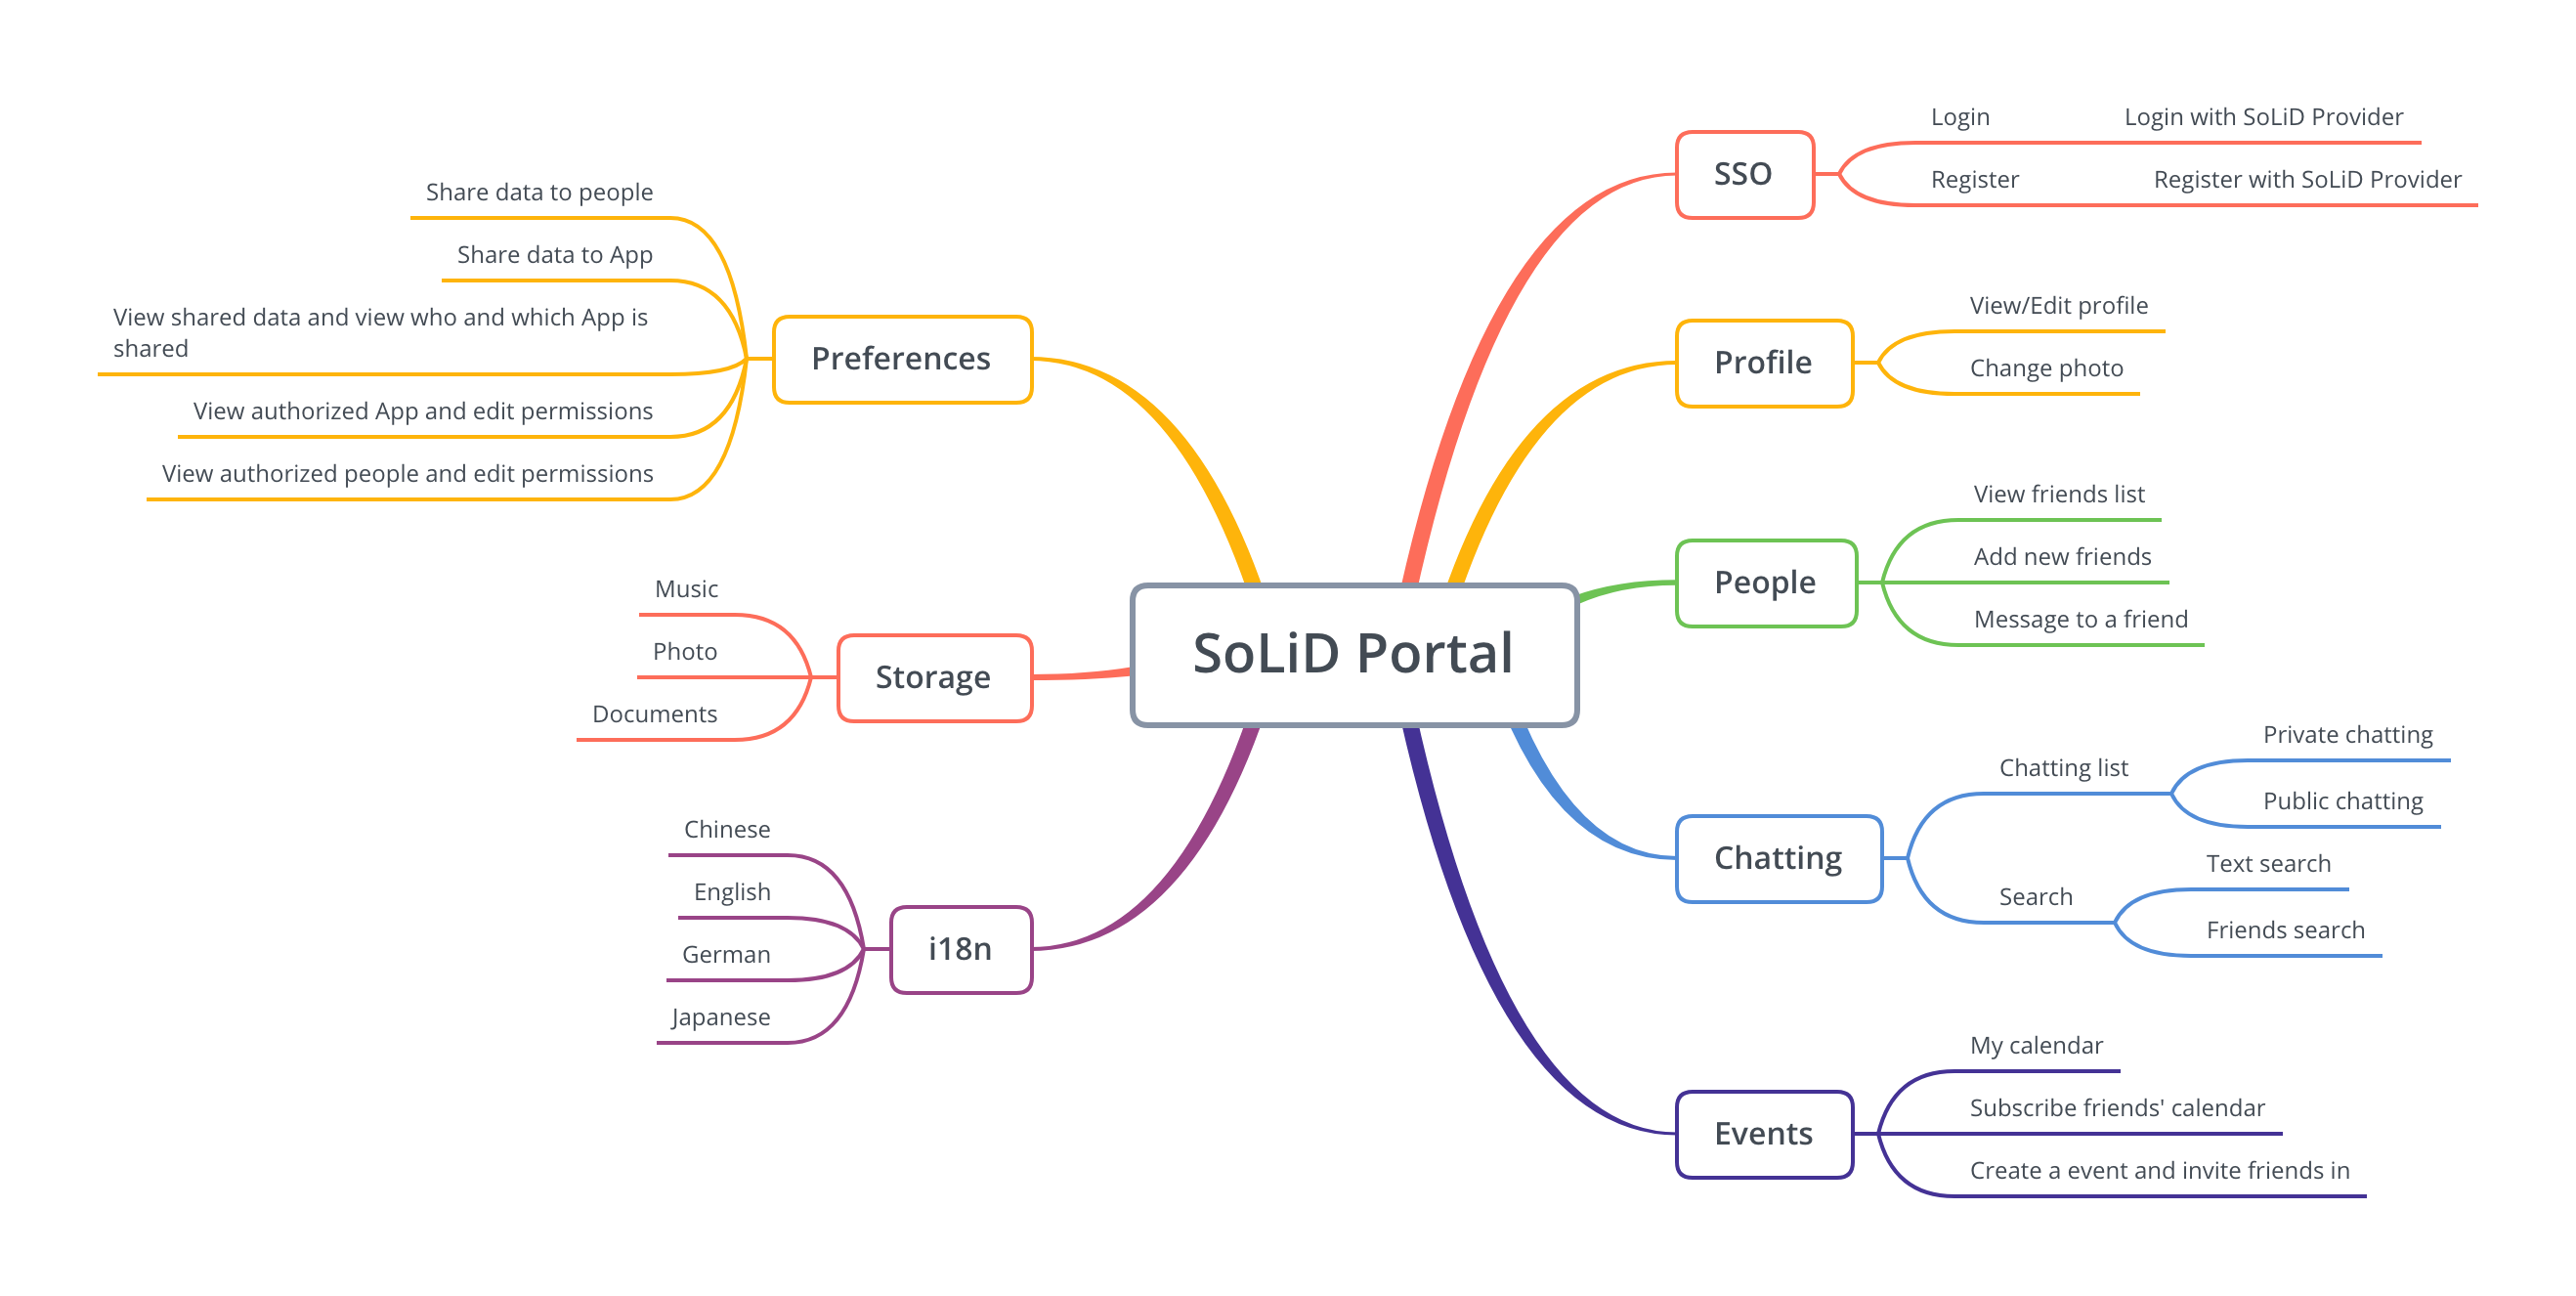 SoLiD Portal
SSO
Login
Login with SoLiD Provider
Register
Register with SoLiD Provider
Profile
View/Edit profile
Change photo
People
View friends list
Add new friends
Message to a friend
Chatting
Chatting list
Private chatting
Public chatting
Search
Text search
Friends search
Events
My calendar
Subscribe friends' calendar
Create a event and invite friends in
Preferences
Share data to people
Share data to App
View shared data and view who and which App is
shared
View authorized App and edit permissions
View authorized people and edit permissions
Storage
Music
Photo
Documents
i18n
Chinese
English
German
Japanese